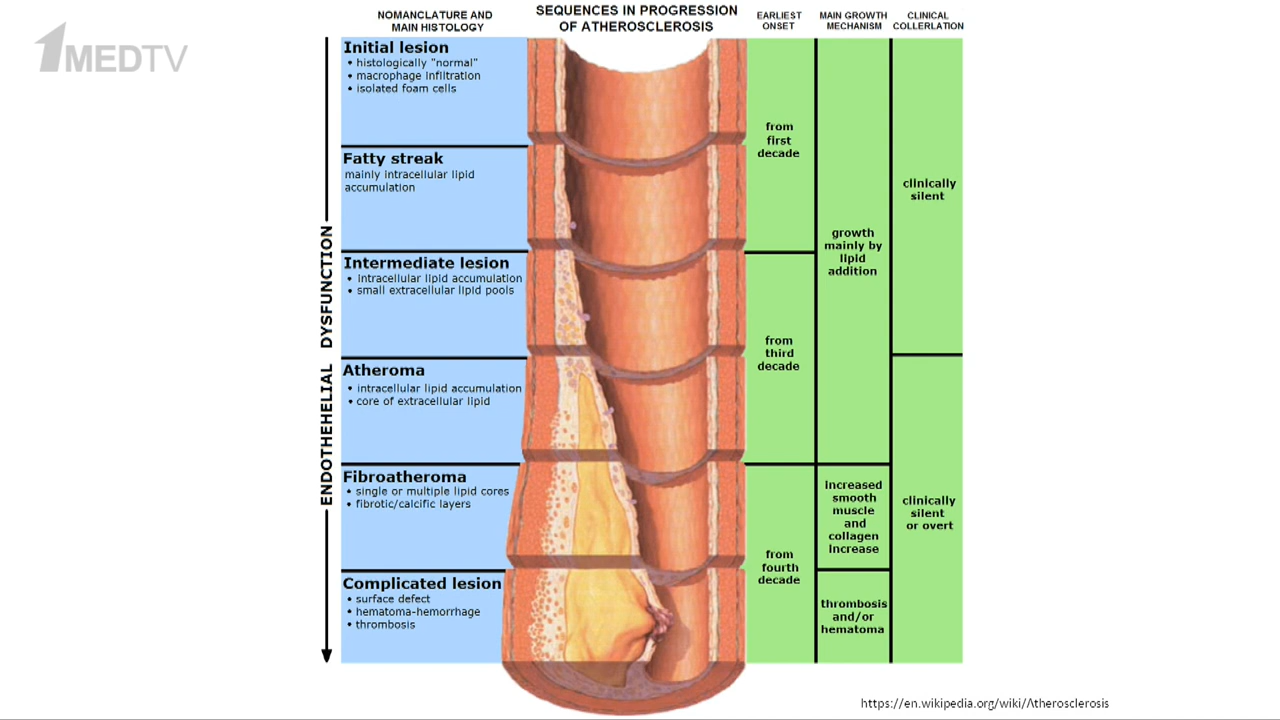 1MEDTV
NOMANCLATURE AND
MAIN HISTOLOGY
SEQUENCES IN PROGRESSION
OF ATHEROSCLEROSIS
EARLIEST
ONSET
MAIN GROWTH
MECHANISM
CLINICAL
COLLERLATION
ENDOTHEHELIAL DYSFUNCTION
Initial lesion
• histologically "normal"
• macrophage infiltration
• isolated foam cells
Fatty streak
mainly intracellular lipid
accumulation
Intermediate lesion
• intracellular lipid accumulation
• small extracellular lipid pools
Atheroma
• intracellular lipid accumulation
• core of extracellular lipid
Fibroatheroma
• single or multiple lipid cores
• fibrotic/calcific layers
Complicated lesion
• surface defect
• hematoma-hemorrhage
• thrombosis
from
first
decade
from
third
decade
from
fourth
decade
growth
mainly by
lipid
addition
increased
smooth
muscle
and
collagen
increase
thrombosis
and/or
hematoma
clinically
silent
clinically
silent
or overt
https://en.wikipedia.org/wiki/Atherosclerosis